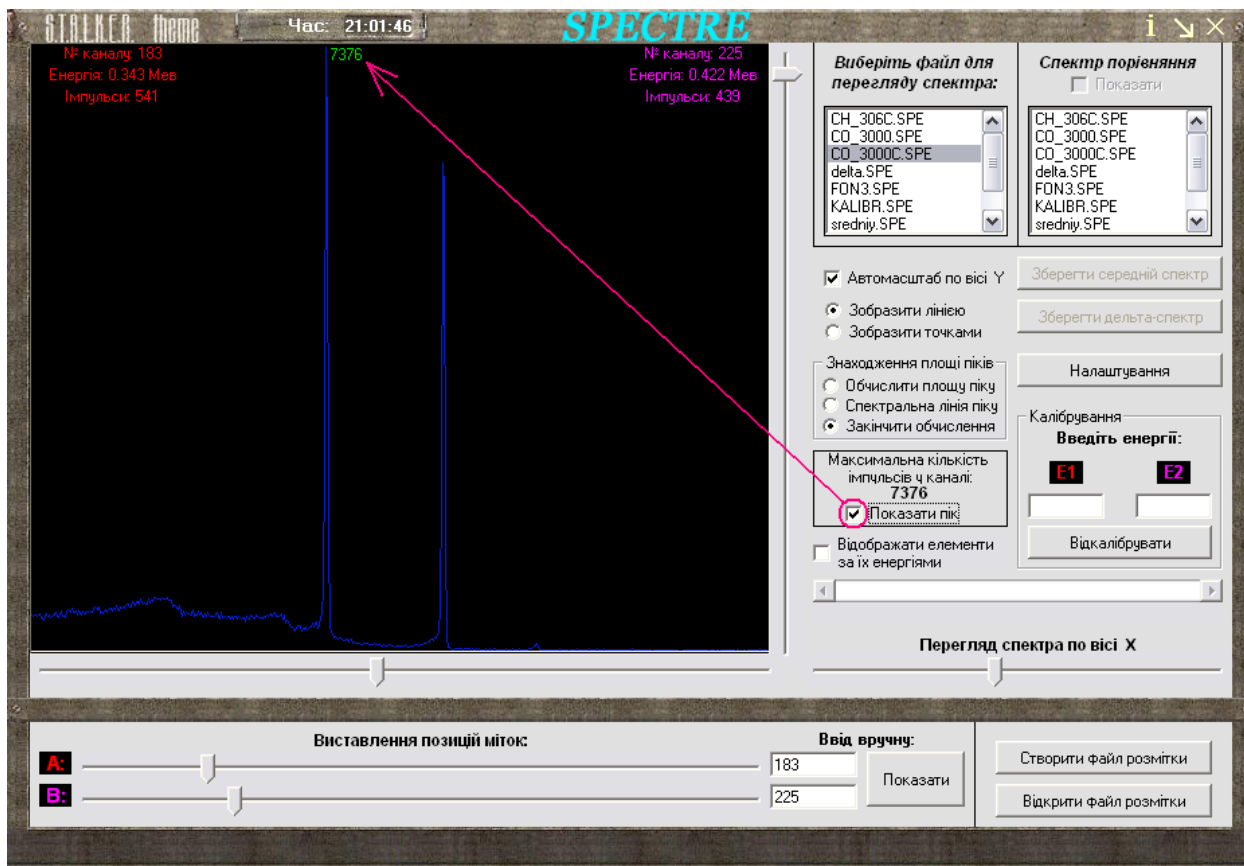 S.T.A.L.K.E.R. theme
Час: 21:01:46
SPECTRE
№ каналу: 183
Енергія: 0.343 Мев
Імпульси: 541
7376
№ каналу: 225
Енергія: 0.422 Мев
Імпульси: 439
Виберіть файл для
перегляду спектра:
CH_306C.SPE
CO_3000.SPE
CO_3000C.SPE
delta.SPE
FON3.SPE
KALIBR.SPE
sredniy.SPE
Спектр порівняння
Показати
CH_306C.SPE
CO_3000.SPE
CO_3000C.SPE
delta.SPE
FON3.SPE
KALIBR.SPE
sredniy.SPE
Автомасштаб по вісі Y
Зобразити лінією
Зобразити точками
Зберегти середній спектр
Зберегти дельта-спектр
Знаходження площі піків
Обчислити площу піку
Спектральна лінія піку
Закінчити обчислення
Налаштування
Калібрування
Введіть енергії:
E1
E2
Відкалібрувати
Максимальна кількість
імпульсів у каналі:
7376
Показати пік
Відображати елементи
за їх енергіями
Перегляд спектра по вісі X
Виставлення позицій міток:
A:
B:
Ввід вручну:
183
225
Показати
Створити файл розмітки
Відкрити файл розмітки